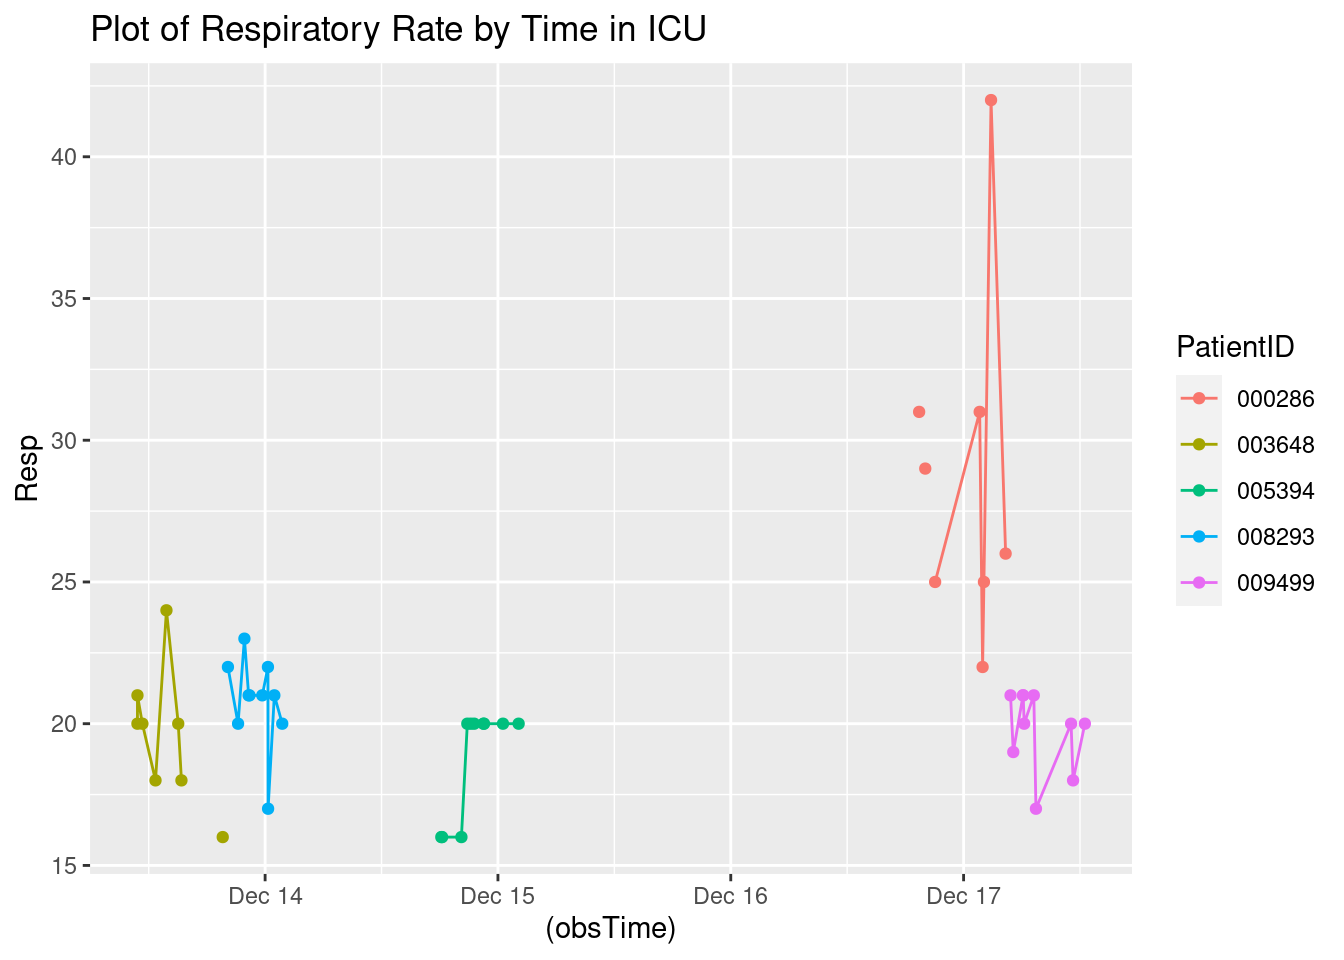 Plot of Respiratory Rate by Time in ICU
40
35
30
25
20
15
Resp
Dec 14
Dec 15
Dec 16
Dec 17
(obsTime)
PatientID
000286
003648
005394
008293
009499